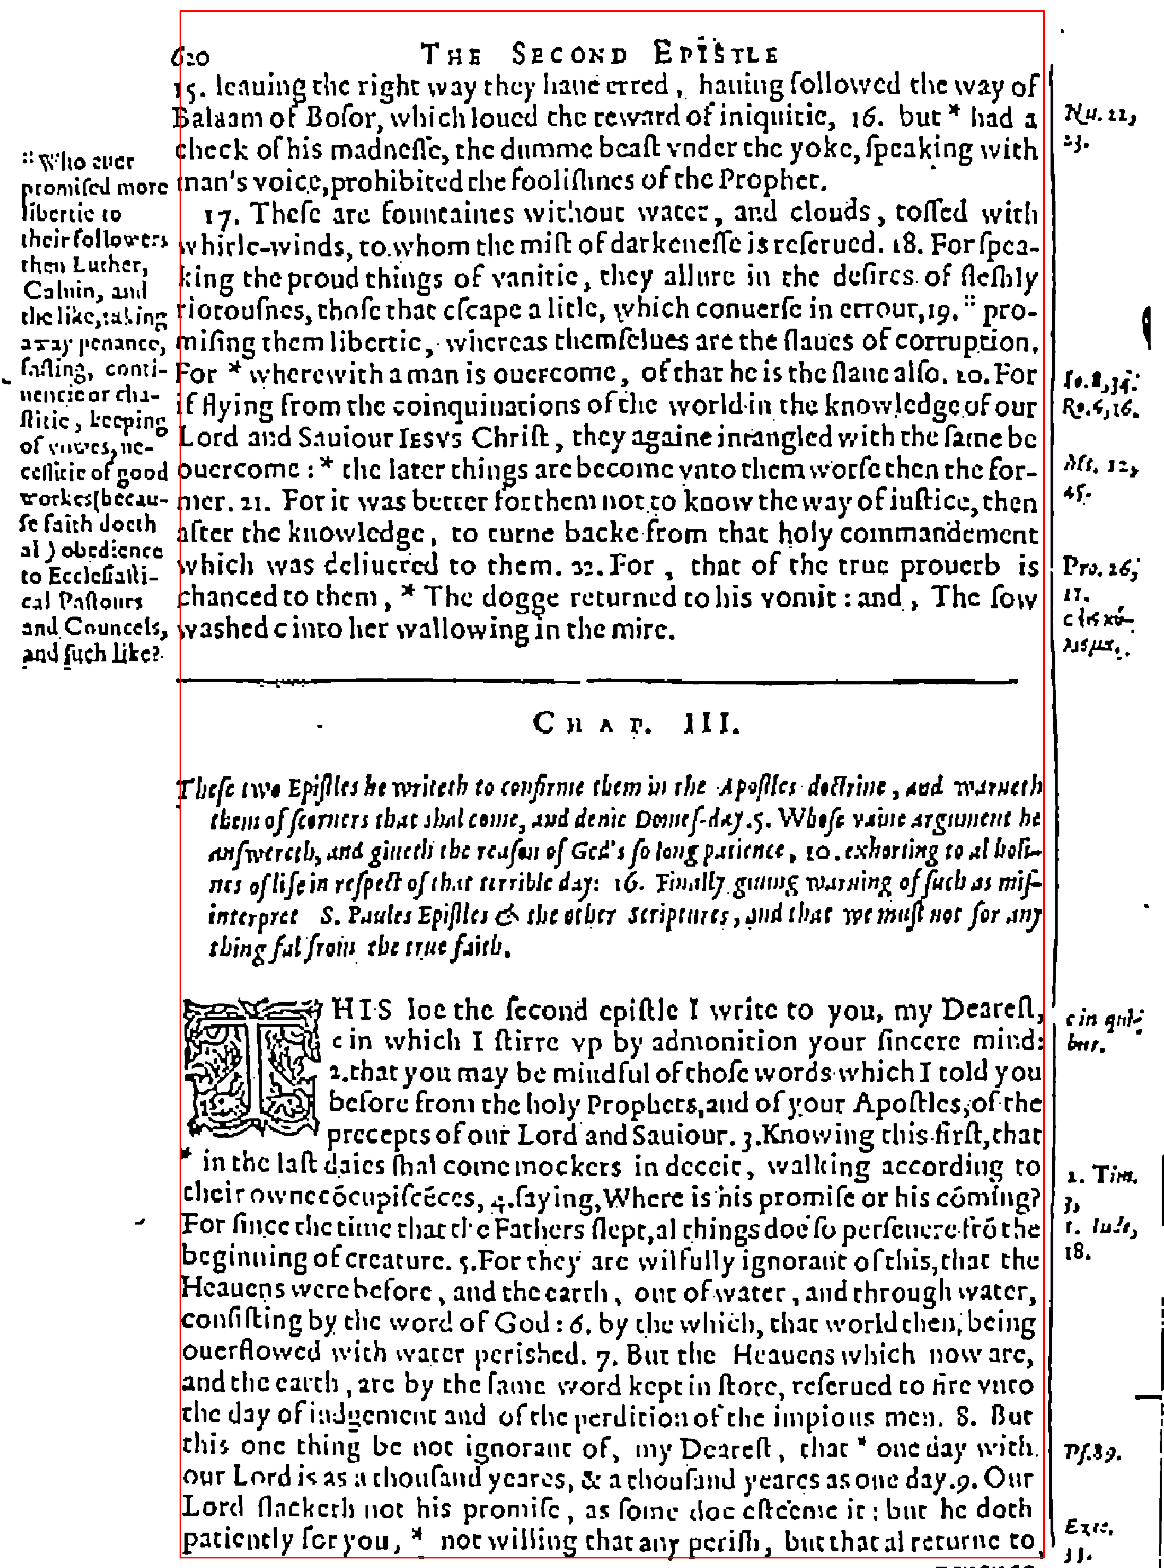 620 THE SECOND EPISTLE
15. leauing the right way they haue erred, hauing followed the way of
Balaam of Bosor, which loued the reward of iniquitie, 16. but * had a
check of his madnesse, the dumme beast vnder the yoke, speaking with
man's voice, prohibited the foolishnes of the Prophet.
17. These are fountaines without water, and clouds, tossed with
whirle-winds, to whom the mist of darkenesse is reserued. 18. For spea-
king the proud things of vanitie, they allure in the desires of fleshly
riotousnes, those that escape a litle, which conuerse in errour, 19. :: pro-
mising them libertie, whereas themselues are the slaues of corruption.
For * wherewith a man is ouercome, of that he is the slaue also. 20. For
if flying from the coinquinations of the world in the knowledge of our
Lord and Sauiour IESVS Christ, they againe intangled with the same be
ouercome: * the later things are become vnto them worse then the for-
mer. 21. For it was better for them not to know the way of iustice, then
after the knowledge, to turne backe from that holy commandement
which was deliuered to them. 22. For, that of the true prouerb is
chanced to them, * The dogge returned to his vomit: and, The sow
washed c into her wallowing in the mire.
:: Who euer
promised more
libertie to
their followers
then Luther,
Caluin, and
the like, taking
away penance,
fasting, conti-
nencie or cha-
stitie, keeping
of vowes, ne-
cessitie of good
workes (becau-
se faith doeth
al) obedience
to Ecclesiasti-
cal Pastours
and Councels,
and such like?
Nu. 22,
23.
Io. 8, 34.
Ro. 6, 16.
Mt. 12,
45.
Pro. 26,
11.
CHAP. III.
These two Epistles he writeth to confirme them in the Apostles doctrine, and warneth
them of scorners that shal come, and denie Domes-day. 5. Whose vaine argument he
answereth, and giueth the reason of God's so long patience, 10. exhorting to al holi-
nes of life in respect of that terrible day: 16. Finally giuing warning of such as mis-
interpret S. Paules Epistles & the other scriptures, and that we must not for any
thing fal from the true faith.
THIS loe the second epistle I write to you, my Dearest,
c in which I stirre vp by admonition your sincere mind:
2. that you may be mindful of those words which I told you
before from the holy Prophets, and of your Apostles, of the
precepts of our Lord and Sauiour. 3. Knowing this first, that
* in the last daies shal come mockers in deceit, walking according to
their owne cōcupiscēces, 4. saying, Where is his promise or his cōming?
For since the time that the Fathers slept, al things doe so perseuere frō the
beginning of creature. 5. For they are wilfully ignorant of this, that the
Heauens were before, and the earth, out of water, and through water,
consisting by the word of God: 6. by the which, that world then, being
ouerflowed with water perished. 7. But the Heauens which now are,
and the earth, are by the same word kept in store, reserued to fire vnto
the day of iudgement and of the perdition of the impious men. 8. But
this one thing be not ignorant of, my Dearest, that * one day with
our Lord is as a thousand yeares, & a thousand yeares as one day. 9. Our
Lord slacketh not his promise, as some doe esteeme it: but he doth
patiently for you, * not willing that any perish, but that al returne to
c in qui-
bus.
1. Tim.
1. Iude,
18.
Ps. 89.